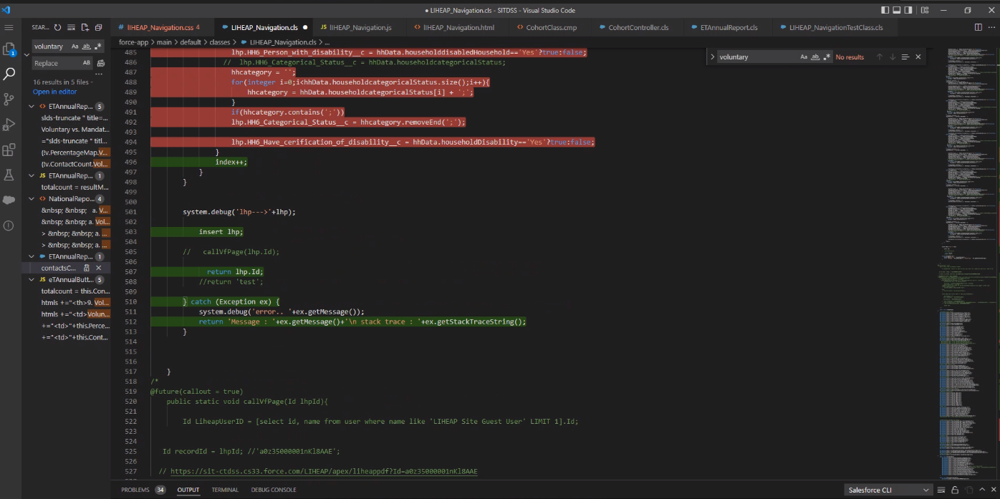 ● LIHEAP_Navigation.cls - SITDSS - Visual Studio Code
SEAR...
# LIHEAP_Navigation.css 4
LIHEAP_Navigation.cls ●
JS lIHEAP_Navigation.js
<> lIHEAP_Navigation.html
<> CohortClass.cmp
CohortController.cls
ETAnnualReport.cls
LIHEAP_NavigationTestClass.cls
force-app > main > default > classes > LIHEAP_Navigation.cls > ...
1
voluntary
Aa ab .*
Replace
AB
...
16 results in 5 files -
Open in editor
<> ETAnnualRep... 5
slds-truncate " title=...
Voluntary vs. Mandat...
="slds-truncate " titl...
{!v.PercentageMap.V...
{!v.ContactCount.Vol...
JS ETAnnualRep... 1
totalcount = resultM...
<> NationalRepo... 4
&nbsp; &nbsp; a. V...
&nbsp; &nbsp; a. Vol...
> &nbsp; &nbsp; a. ...
> &nbsp; &nbsp; a. ...
ETAnnualRep... 1
contactsC...
JS eTAnnualButt... 5
totalcount = this.Con...
htmls +="<th>9. Vol...
htmls +="<td>Volun...
+="<td>"+this.Perce...
+="<td>"+this.Cont...
voluntary
Aa ab .*
No results
485 lhp.HH6_Person_with_disability__c = hhData.householddisabledHousehold=='Yes'?true:false;
486 // lhp.HH6_Categorical_Status__c = hhData.householdcategoricalStatus;
487 hhcategory = '';
488 for(integer i=0;i<hhData.householdcategoricalStatus.size();i++){
489 hhcategory = hhData.householdcategoricalStatus[i] + ';';
490 }
491 if(hhcategory.contains(';'))
492 lhp.HH6_Categorical_Status__c = hhcategory.removeEnd(';');
493
494 lhp.HH6_Have_cerification_of_disability__c = hhData.householdDisability=='Yes'?true:false;
495 }
496 index++;
497 }
498 }
499
500
501 system.debug('lhp--->'+lhp);
502
503 insert lhp;
504
505 // callVfPage(lhp.Id);
506
507 return lhp.Id;
508 //return 'test';
509
510 } catch (Exception ex) {
511 system.debug('error.. '+ex.getMessage());
512 return 'Message : '+ex.getMessage()+'\n stack trace : '+ex.getStackTraceString();
513 }
514
515
516
517 }
518 /*
519 @future(callout = true)
520 public static void callVfPage(Id lhpId){
521
522 Id LiheapUserID = [select id, name from user where name like 'LIHEAP Site Guest User' LIMIT 1].Id;
523
524
525 Id recordId = lhpId; //'a0z35000001nKl8AAE';
526
527 // https://sit-ctdss.cs33.force.com/LIHEAP/apex/liheappdf?Id=a0z35000001nKl8AAE
PROBLEMS 34
OUTPUT
TERMINAL
DEBUG CONSOLE
Salesforce CLI